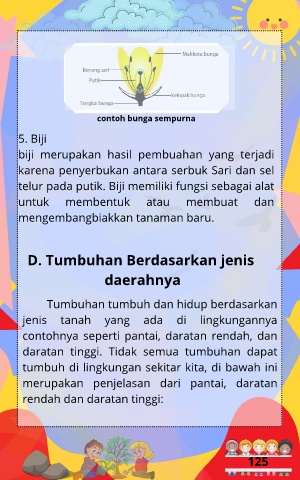 Mahkota bunga
Benang sari
Putik
Kelopak bunga
Tangkai bunga
contoh bunga sempurna
5. Biji
biji merupakan hasil pembuahan yang terjadi
karena penyerbukan antara serbuk Sari dan sel
telur pada putik. Biji memiliki fungsi sebagai alat
untuk membentuk atau membuat dan
mengembangbiakkan tanaman baru.
D. Tumbuhan Berdasarkan jenis
daerahnya
Tumbuhan tumbuh dan hidup berdasarkan
jenis tanah yang ada di lingkungannya
contohnya seperti pantai, daratan rendah, dan
daratan tinggi. Tidak semua tumbuhan dapat
tumbuh di lingkungan sekitar kita, di bawah ini
merupakan penjelasan dari pantai, daratan
rendah dan daratan tinggi:
125